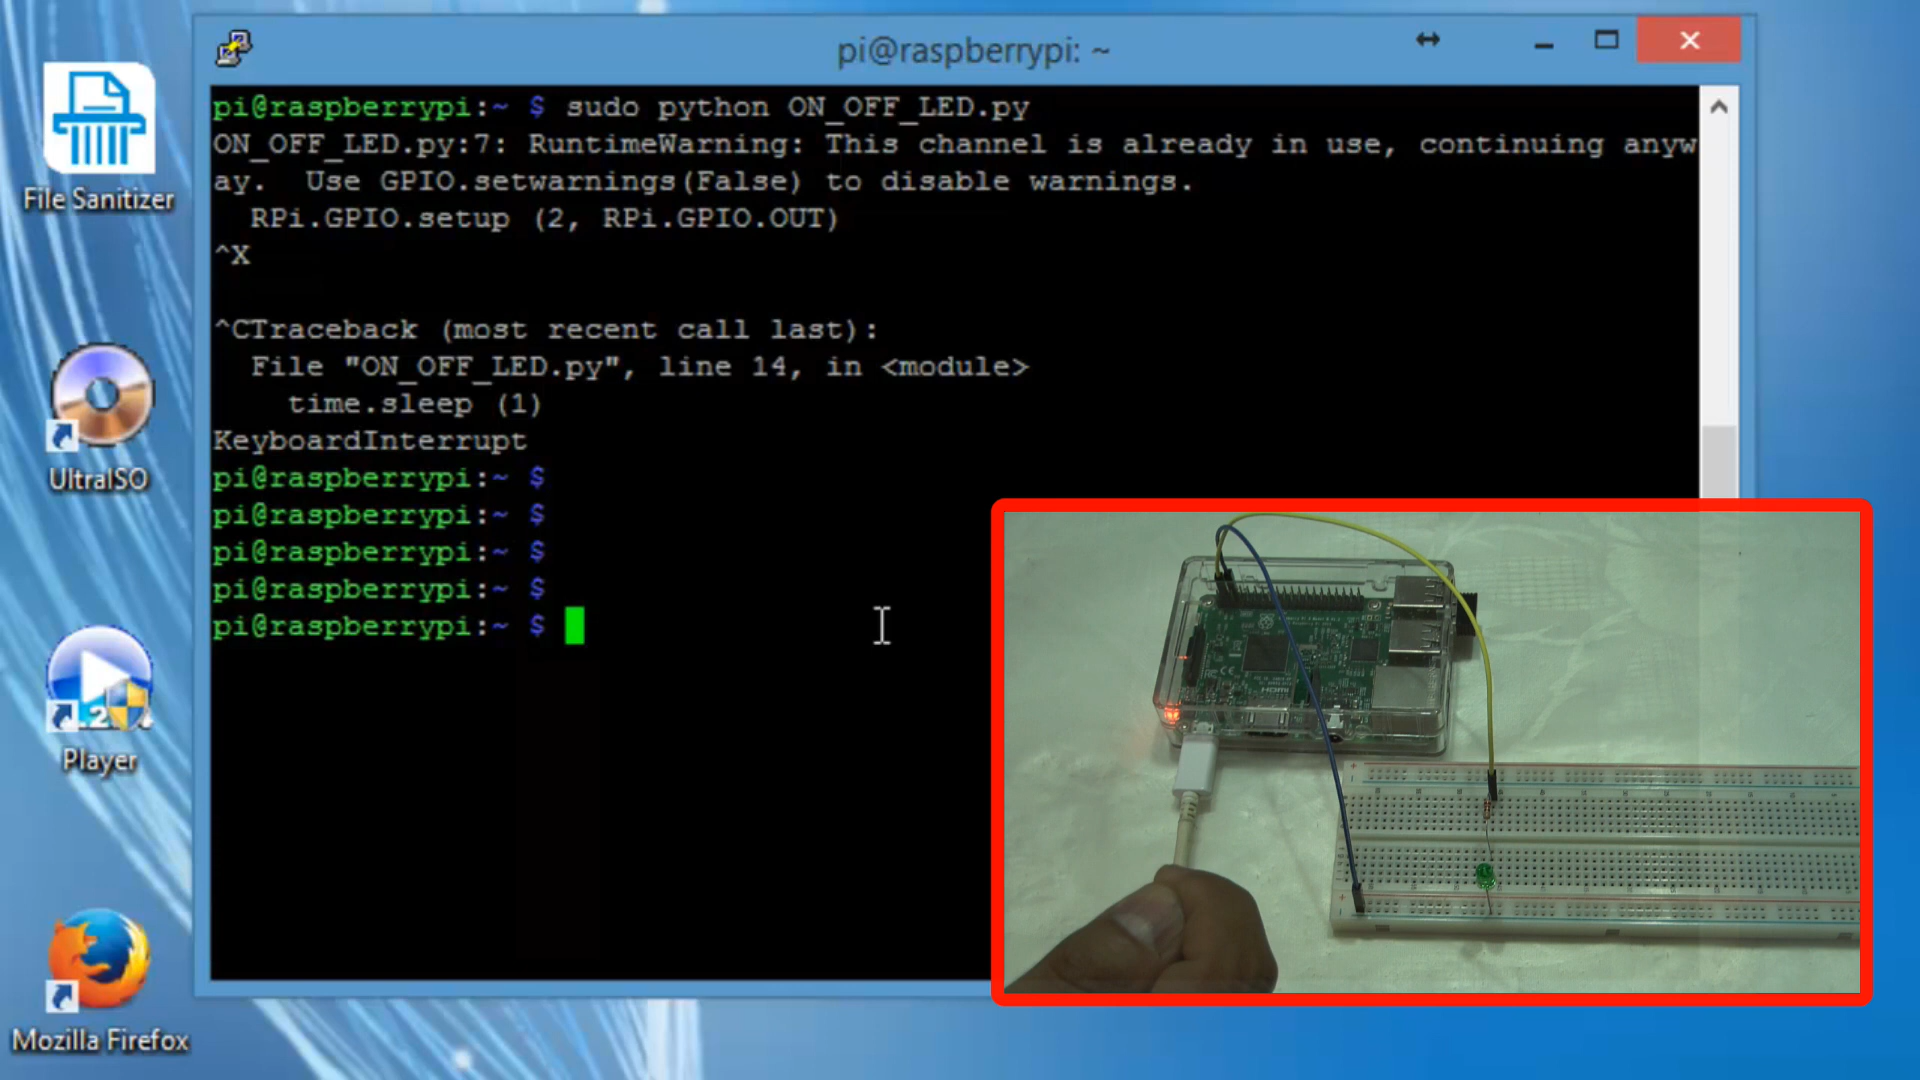 pi@raspberrypi: ~
pi@raspberrypi:~ $ sudo python ON_OFF_LED.py
ON_OFF_LED.py:7: RuntimeWarning: This channel is already in use, continuing anyw
ay.  Use GPIO.setwarnings(False) to disable warnings.
  RPi.GPIO.setup (2, RPi.GPIO.OUT)
^X
^CTraceback (most recent call last):
  File "ON_OFF_LED.py", line 14, in <module>
    time.sleep (1)
KeyboardInterrupt
pi@raspberrypi:~ $
pi@raspberrypi:~ $
pi@raspberrypi:~ $
pi@raspberrypi:~ $
pi@raspberrypi:~ $
File Sanitizer
UltraISO
Player
Mozilla Firefox